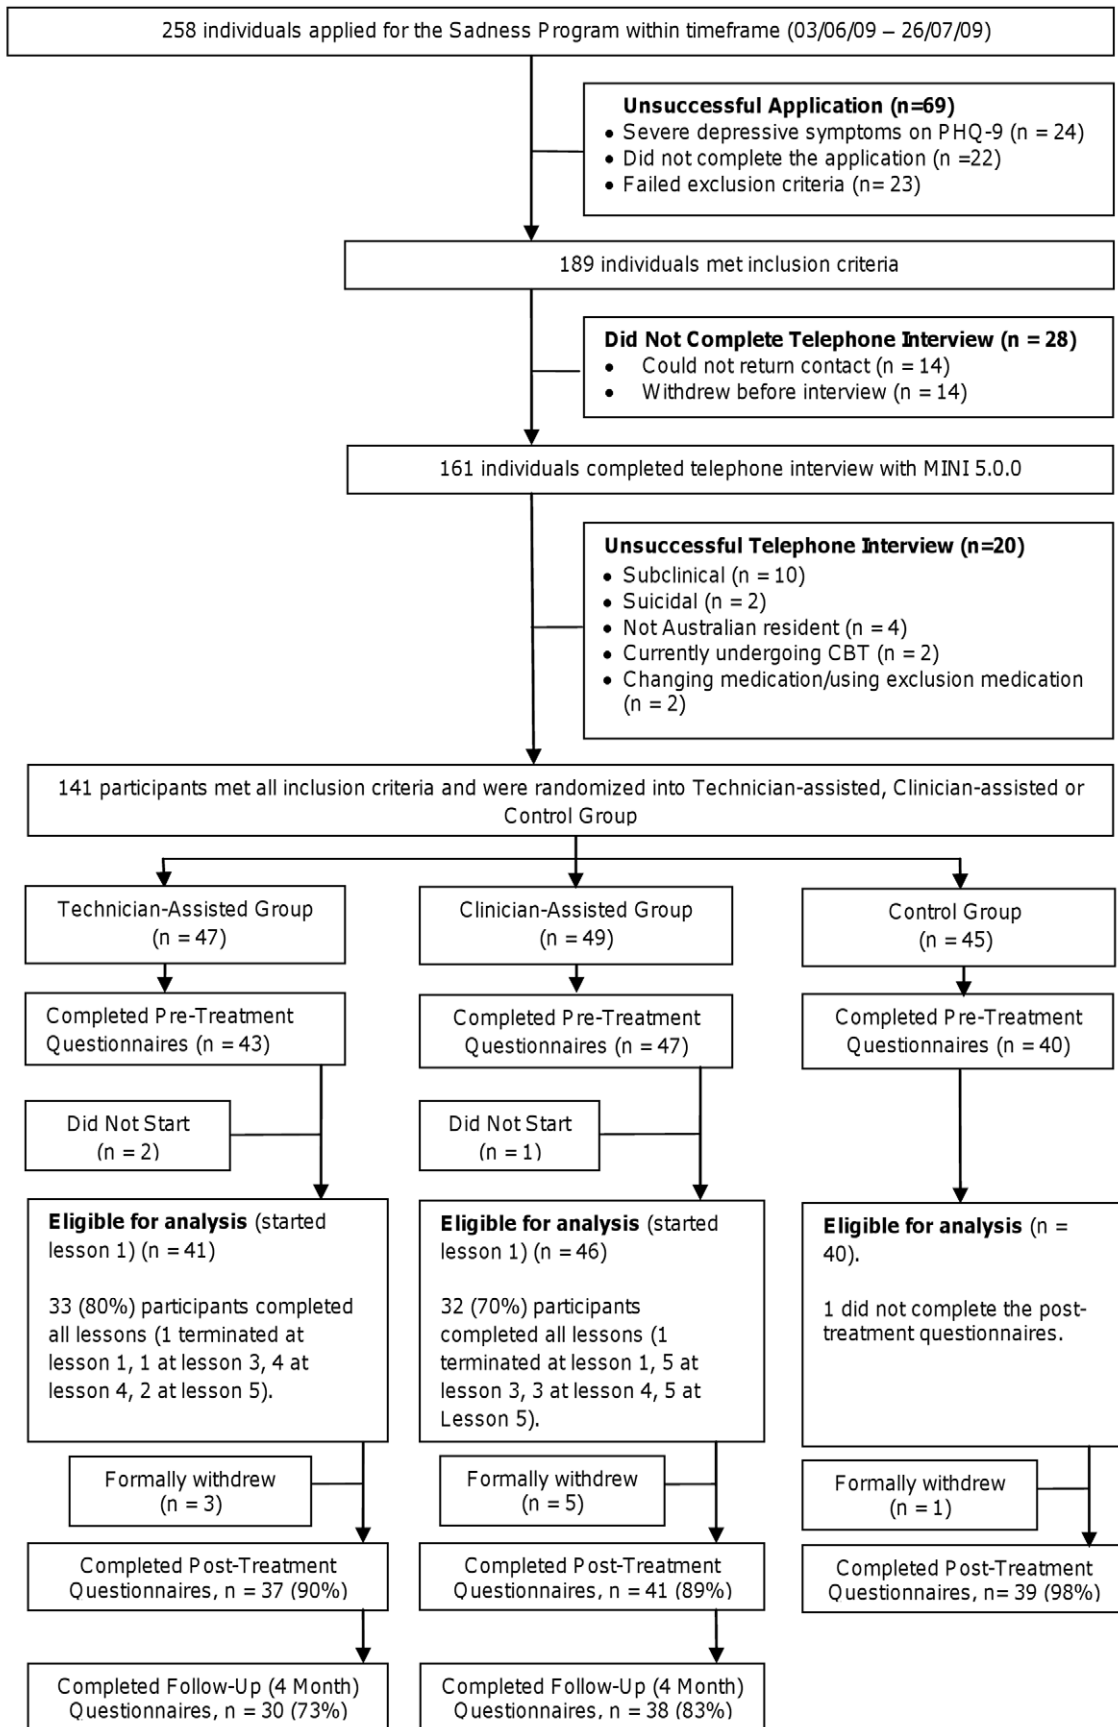 258 individuals applied for the Sadness Program within timeframe (03/06/09 – 26/07/09)
Unsuccessful Application (n=69)
• Severe depressive symptoms on PHQ-9 (n = 24)
• Did not complete the application (n =22)
• Failed exclusion criteria (n= 23)
189 individuals met inclusion criteria
Did Not Complete Telephone Interview (n = 28)
• Could not return contact (n = 14)
• Withdrew before interview (n = 14)
161 individuals completed telephone interview with MINI 5.0.0
Unsuccessful Telephone Interview (n=20)
• Subclinical (n = 10)
• Suicidal (n = 2)
• Not Australian resident (n = 4)
• Currently undergoing CBT (n = 2)
• Changing medication/using exclusion medication
(n = 2)
141 participants met all inclusion criteria and were randomized into Technician-assisted, Clinician-assisted or
Control Group
Technician-Assisted Group
(n = 47)
Clinician-Assisted Group
(n = 49)
Control Group
(n = 45)
Completed Pre-Treatment
Questionnaires (n = 43)
Completed Pre-Treatment
Questionnaires (n = 47)
Completed Pre-Treatment
Questionnaires (n = 40)
Did Not Start
(n = 2)
Did Not Start
(n = 1)
Eligible for analysis (started
lesson 1) (n = 41)
33 (80%) participants completed
all lessons (1 terminated at
lesson 1, 1 at lesson 3, 4 at
lesson 4, 2 at lesson 5).
Eligible for analysis (started
lesson 1) (n = 46)
32 (70%) participants
completed all lessons (1
terminated at lesson 1, 5 at
lesson 3, 3 at lesson 4, 5 at
Lesson 5).
Eligible for analysis (n =
40).
1 did not complete the post-
treatment questionnaires.
Formally withdrew
(n = 3)
Formally withdrew
(n = 5)
Formally withdrew
(n = 1)
Completed Post-Treatment
Questionnaires, n = 37 (90%)
Completed Post-Treatment
Questionnaires, n = 41 (89%)
Completed Post-Treatment
Questionnaires, n= 39 (98%)
Completed Follow-Up (4 Month)
Questionnaires, n = 30 (73%)
Completed Follow-Up (4 Month)
Questionnaires, n = 38 (83%)